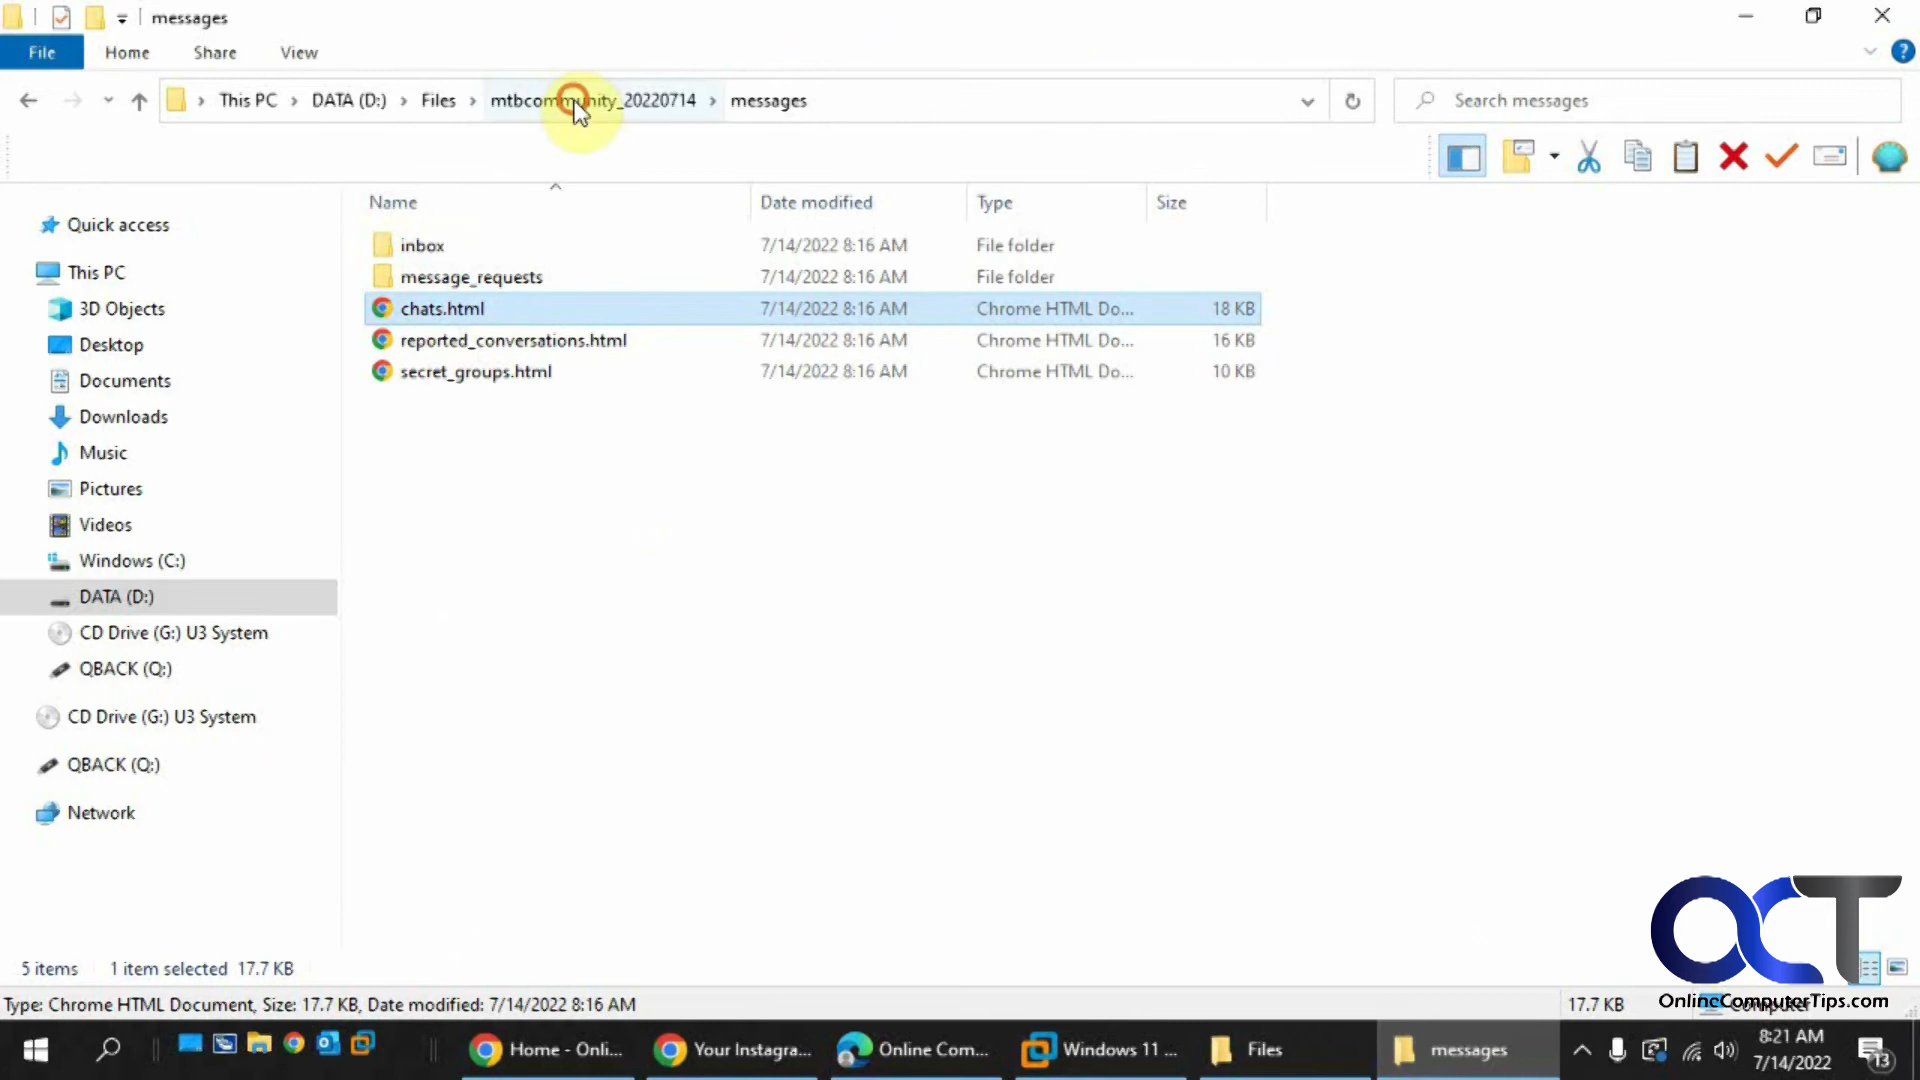 messages
File Home Share View
This PC DATA (D:) Files mtbcommunity_20220714 messages
Search messages
Name Date modified Type Size
inbox 7/14/2022 8:16 AM File folder
message_requests 7/14/2022 8:16 AM File folder
chats.html 7/14/2022 8:16 AM Chrome HTML Do... 18 KB
reported_conversations.html 7/14/2022 8:16 AM Chrome HTML Do... 16 KB
secret_groups.html 7/14/2022 8:16 AM Chrome HTML Do... 10 KB
Quick access
This PC
3D Objects
Desktop
Documents
Downloads
Music
Pictures
Videos
Windows (C:)
DATA (D:)
CD Drive (G:) U3 System
QBACK (Q:)
CD Drive (G:) U3 System
QBACK (Q:)
Network
5 items 1 item selected 17.7 KB
Type: Chrome HTML Document, Size: 17.7 KB, Date modified: 7/14/2022 8:16 AM
17.7 KB
Computer
OCT
OnlineComputerTips.com
Home - Onli...
Your Instagra...
Online Com...
Windows 11 ...
Files
messages
8:21 AM
7/14/2022
13